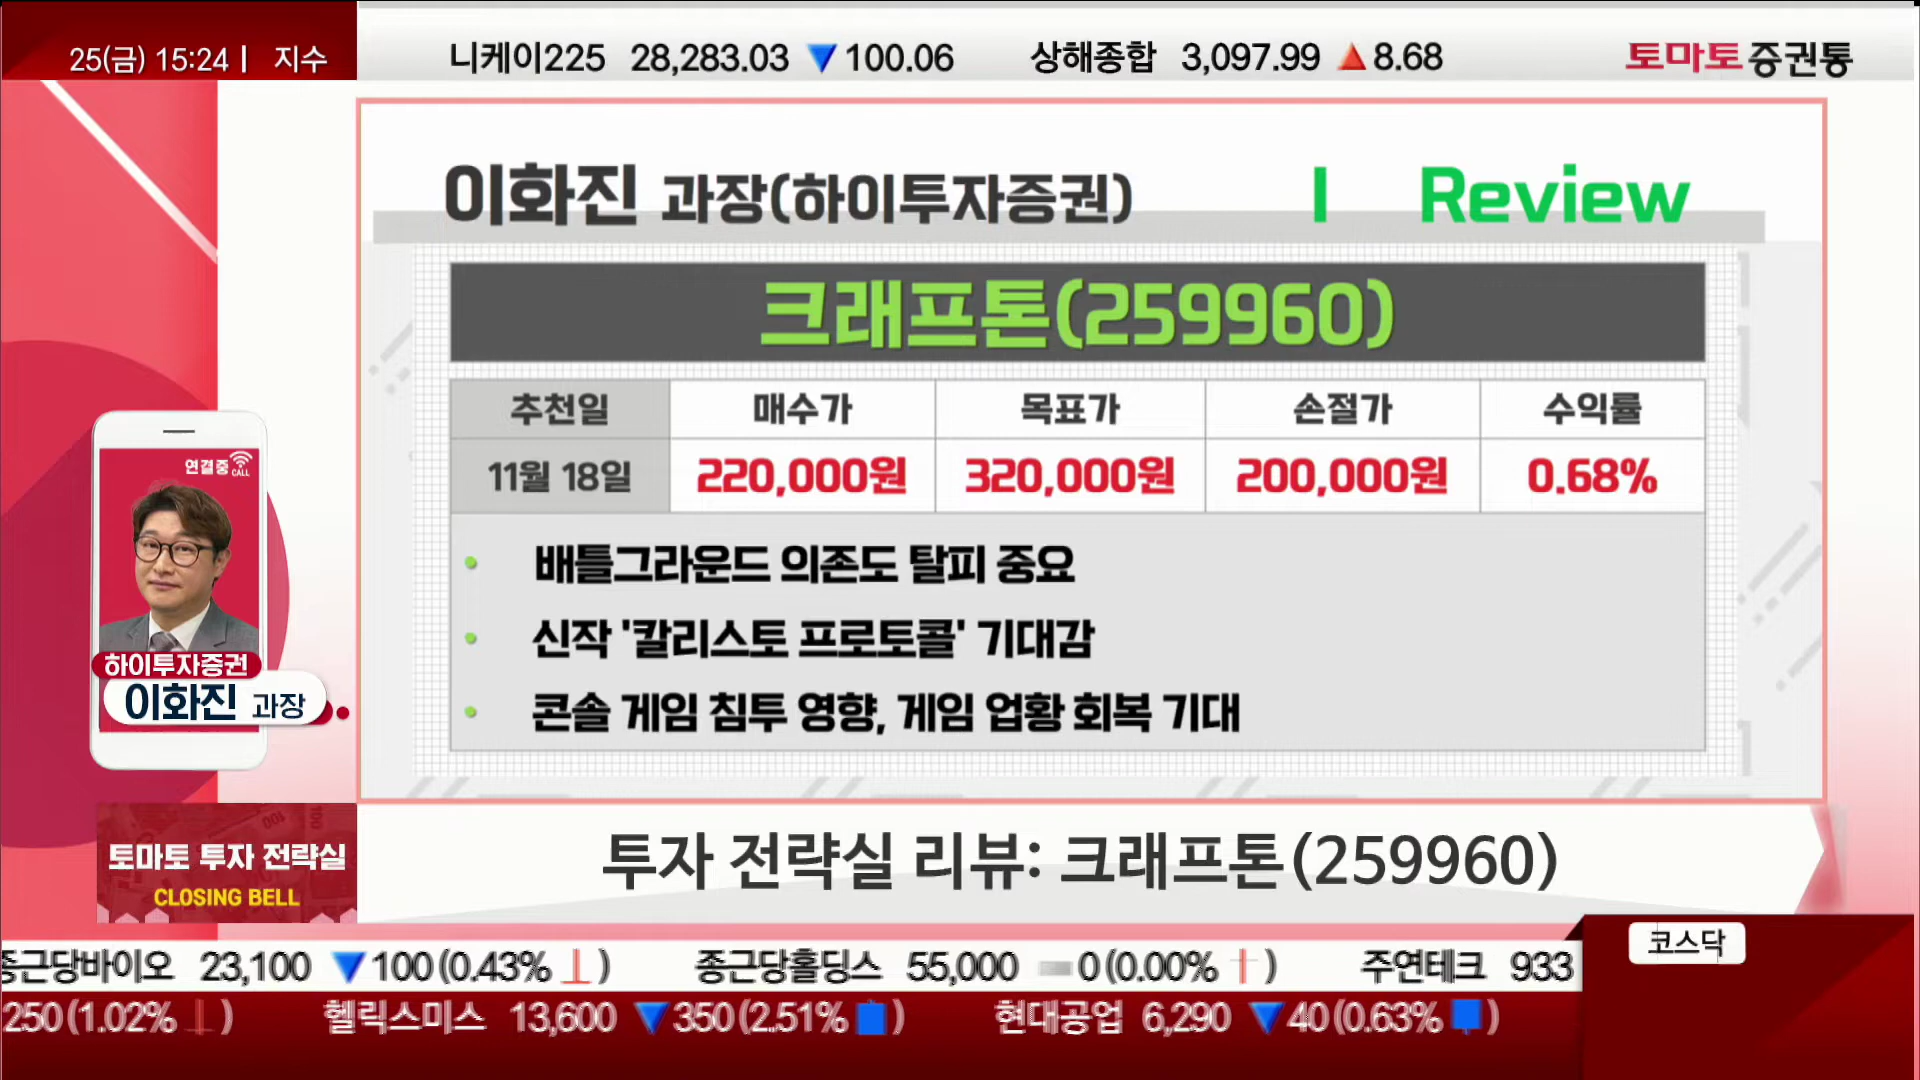 25(금) 15:24 | 지수
니케이225 28,283.03 ▼100.06 상해종합 3,097.99 ▲8.68
토마토증권통
이화진 과장(하이투자증권) I Review
크래프톤(259960)
추천일 매수가 목표가 손절가 수익률
11월 18일 220,000원 320,000원 200,000원 0.68%
• 배틀그라운드 의존도 탈피 중요
• 신작 '칼리스토 프로토콜' 기대감
• 콘솔 게임 침투 영향, 게임 업황 회복 기대
연결중
CALL
하이투자증권
이화진 과장
토마토 투자 전략실
CLOSING BELL
투자 전략실 리뷰: 크래프톤(259960)
종근당바이오 23,100 ▼100(0.43% ) 종근당홀딩스 55,000 0(0.00% ) 주연테크 933
코스닥
250(1.02% ) 헬릭스미스 13,600 ▼350(2.51% ) 현대공업 6,290 ▼40(0.63% )